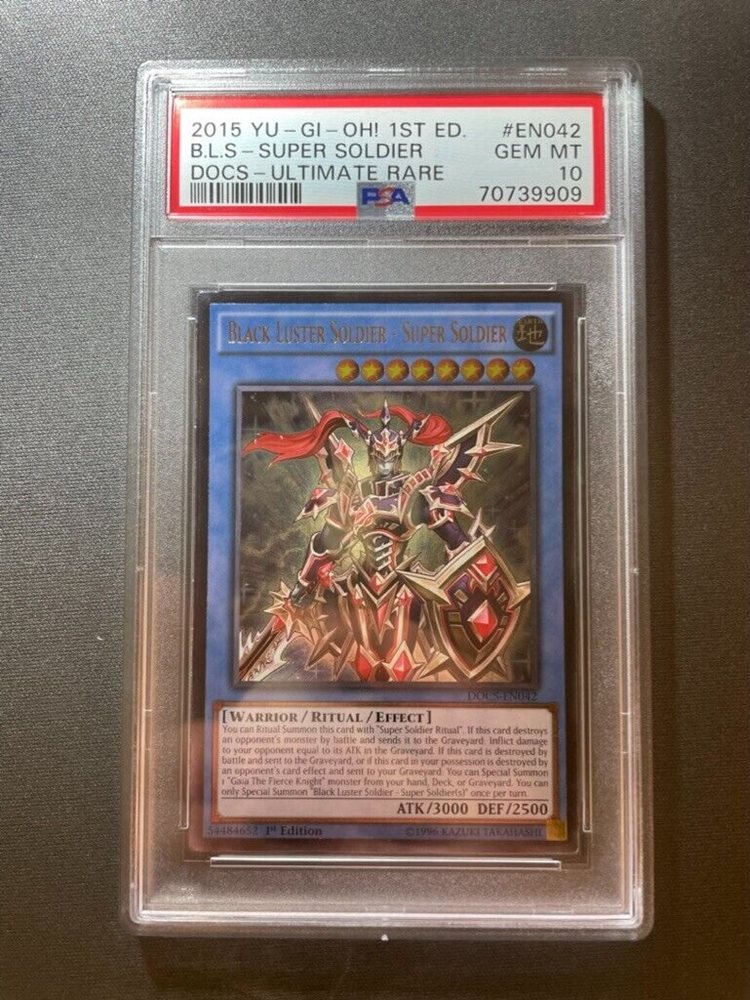 2015 YU-GI-OH! 1ST ED. #EN042
B.L.S-SUPER SOLDIER GEM MT
DOCS-ULTIMATE RARE 10
PSA 70739909
BLACK LUSTER SOLDIER - SUPER SOLDIER
EARTH
地
DOCS-EN042
[WARRIOR / RITUAL / EFFECT]
You can Ritual Summon this card with "Super Soldier Ritual". If this card destroys
an opponent's monster by battle and sends it to the Graveyard: Inflict damage
to your opponent equal to its ATK in the Graveyard. If this card is destroyed by
battle and sent to the Graveyard, or if this card in your possession is destroyed by
an opponent's card effect and sent to your Graveyard: You can Special Summon
1 "Gaia The Fierce Knight" monster from your hand, Deck, or Graveyard. You can
only Special Summon "Black Luster Soldier - Super Soldier(s)" once per turn.
ATK/3000 DEF/2500
54484652 1st Edition ©1996 KAZUKI TAKAHASHI